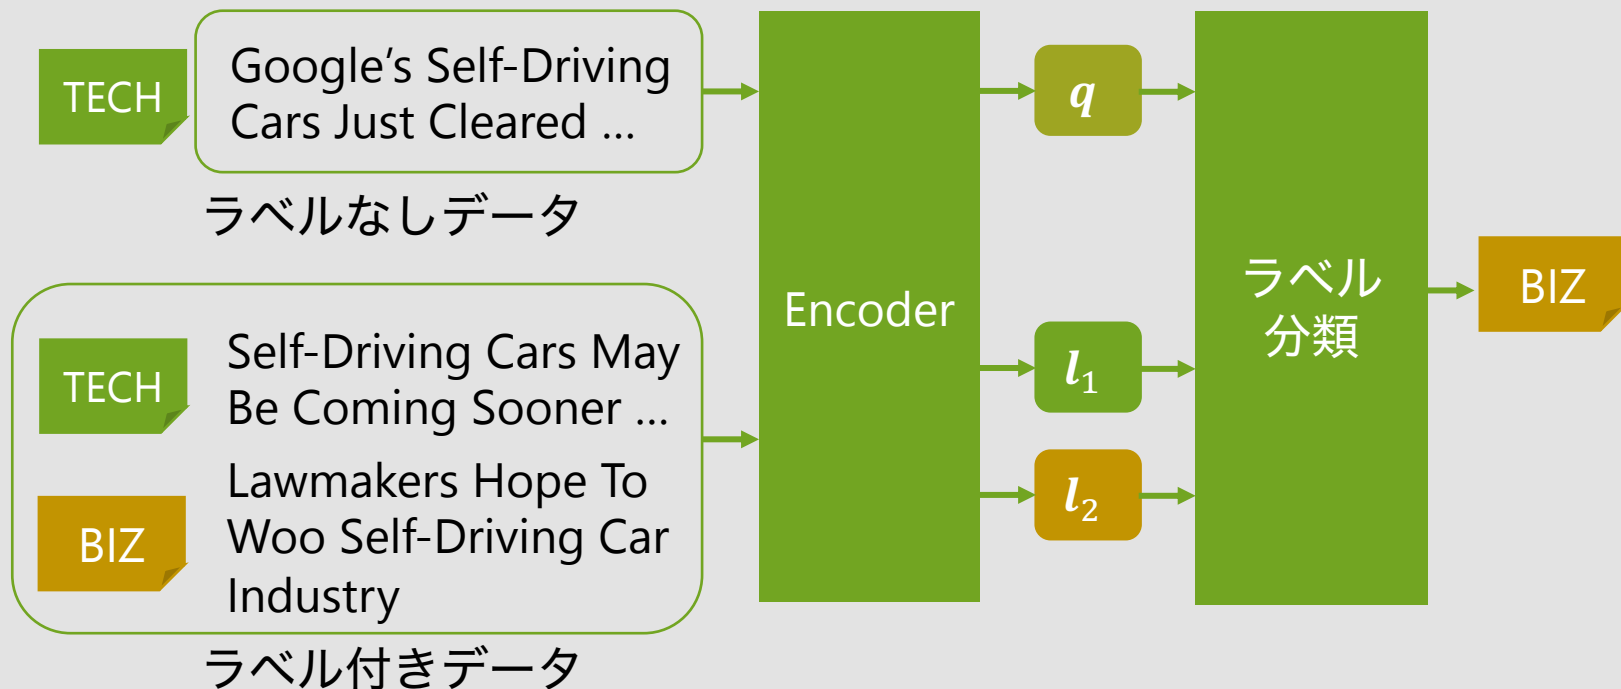 TECH
Google’s Self-Driving
Cars Just Cleared ...
ラベルなしデータ
TECH
Self-Driving Cars May
Be Coming Sooner ...
BIZ
Lawmakers Hope To
Woo Self-Driving Car
Industry
ラベル付きデータ
Encoder
q
l₁
l₂
ラベル
分類
BIZ